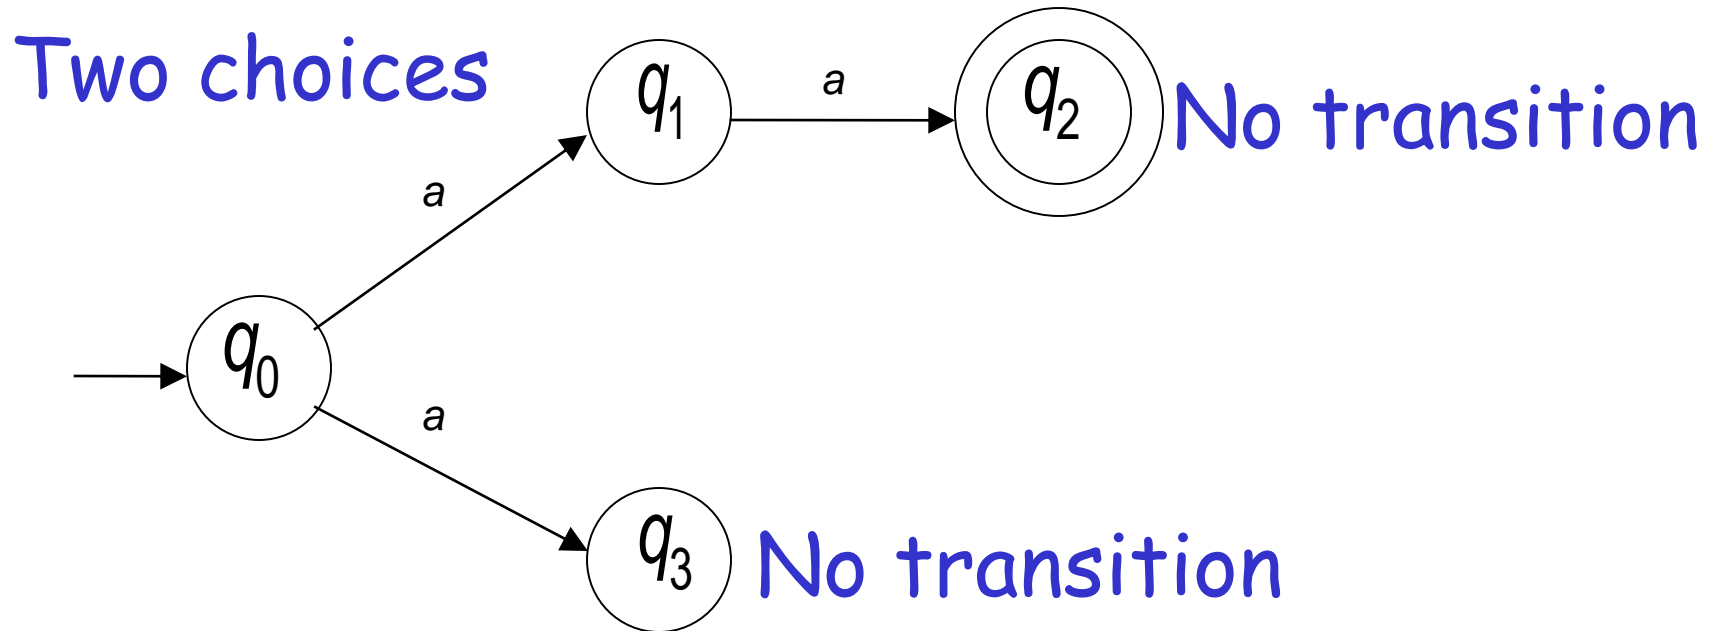 Two choices
q1
a
q2
No transition
a
q0
a
q3
No transition